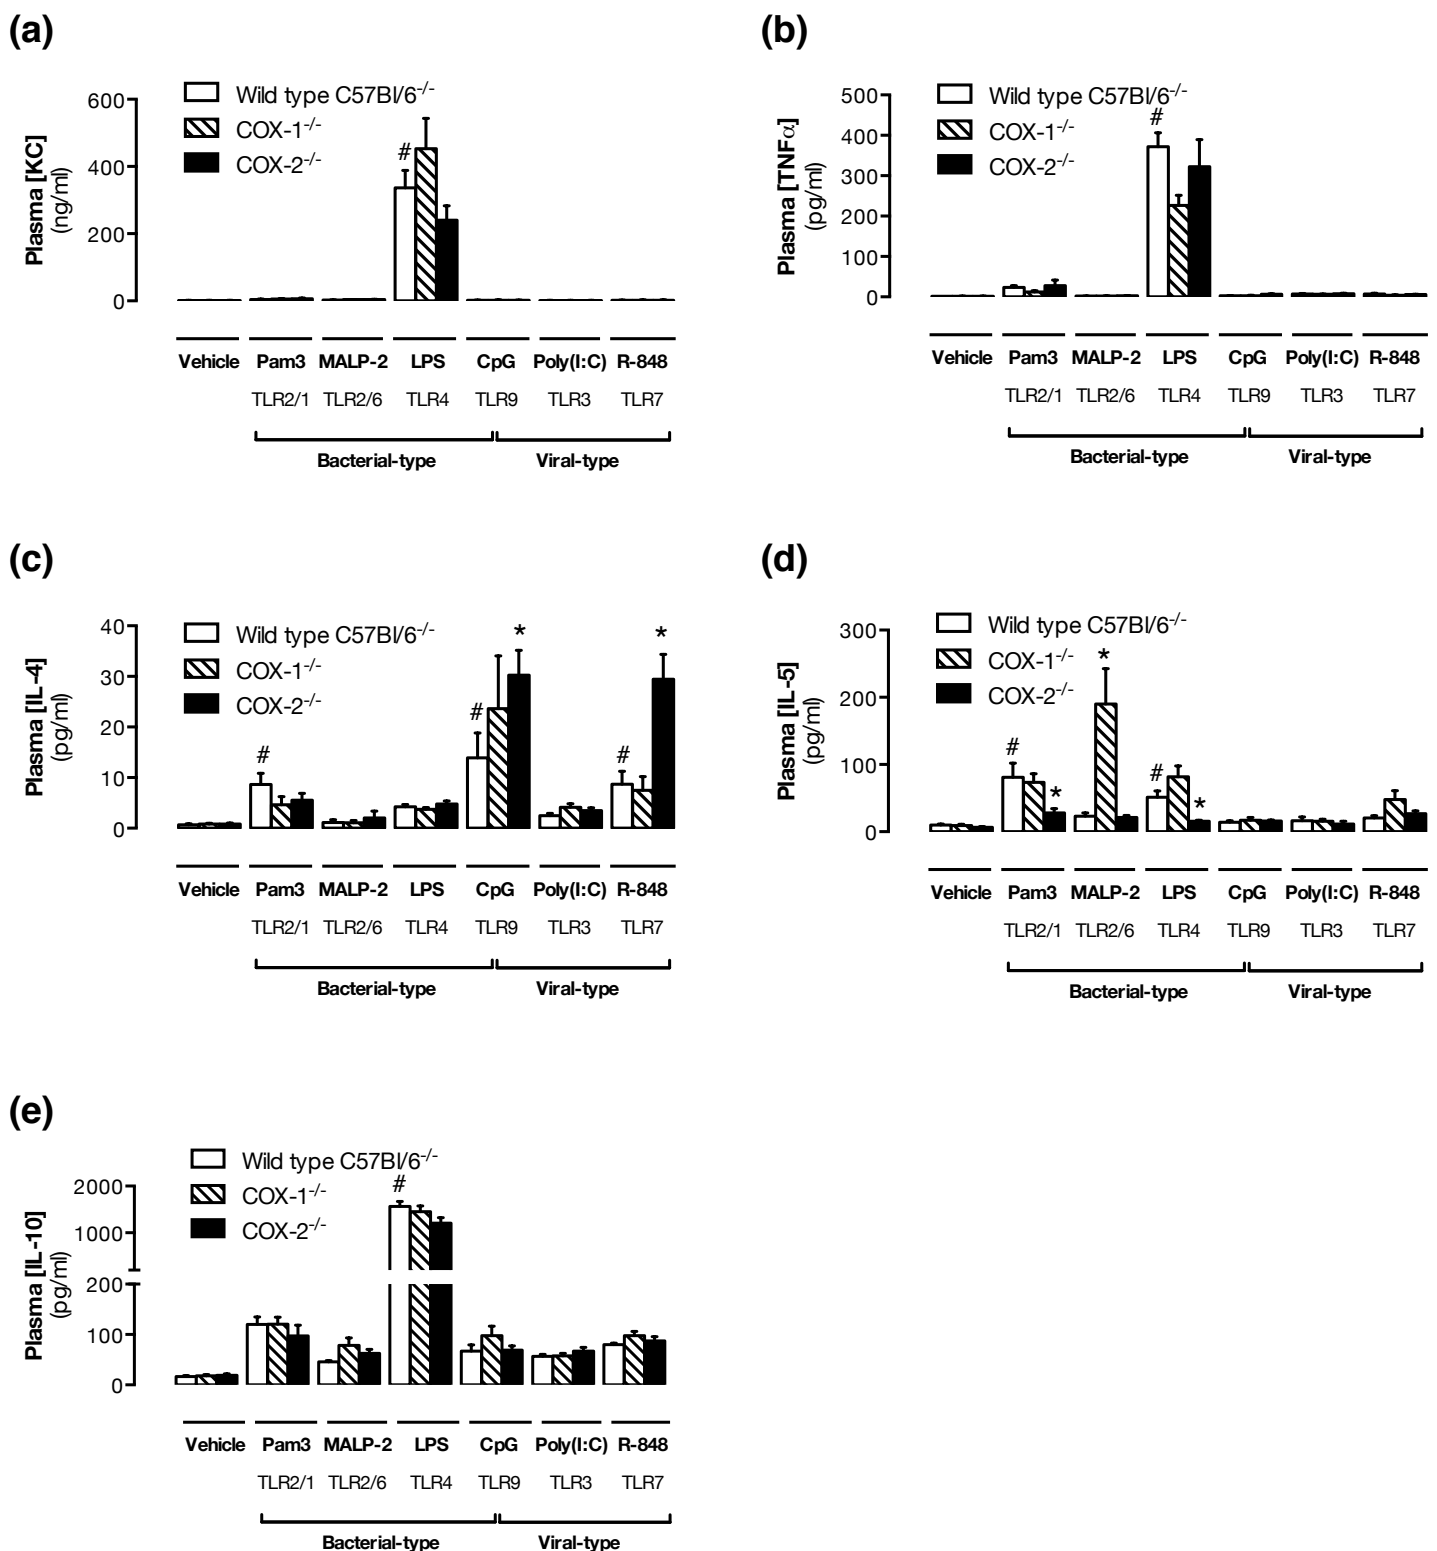 (a)
Wild type C57Bl/6-/-
COX-1-/-
COX-2-/-
Plasma [KC]
(ng/ml)
600
400
200
0
#
Vehicle Pam3 MALP-2 LPS CpG Poly(I:C) R-848
TLR2/1 TLR2/6 TLR4 TLR9 TLR3 TLR7
Bacterial-type Viral-type
(b)
Wild type C57Bl/6-/-
COX-1-/-
COX-2-/-
Plasma [TNFα]
(pg/ml)
500
400
300
200
100
0
#
Vehicle Pam3 MALP-2 LPS CpG Poly(I:C) R-848
TLR2/1 TLR2/6 TLR4 TLR9 TLR3 TLR7
Bacterial-type Viral-type
(c)
Wild type C57Bl/6-/-
COX-1-/-
COX-2-/-
Plasma [IL-4]
(pg/ml)
40
30
20
10
0
# # * # *
Vehicle Pam3 MALP-2 LPS CpG Poly(I:C) R-848
TLR2/1 TLR2/6 TLR4 TLR9 TLR3 TLR7
Bacterial-type Viral-type
(d)
Wild type C57Bl/6-/-
COX-1-/-
COX-2-/-
Plasma [IL-5]
(pg/ml)
300
200
100
0
# * * # *
Vehicle Pam3 MALP-2 LPS CpG Poly(I:C) R-848
TLR2/1 TLR2/6 TLR4 TLR9 TLR3 TLR7
Bacterial-type Viral-type
(e)
Wild type C57Bl/6-/-
COX-1-/-
COX-2-/-
Plasma [IL-10]
(pg/ml)
2000
1000
200
100
0
#
Vehicle Pam3 MALP-2 LPS CpG Poly(I:C) R-848
TLR2/1 TLR2/6 TLR4 TLR9 TLR3 TLR7
Bacterial-type Viral-type